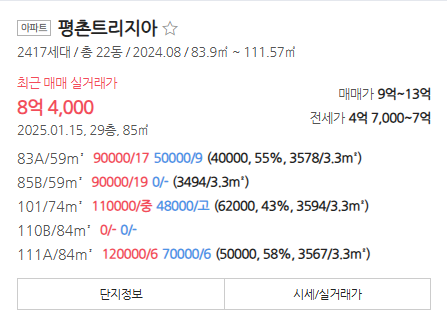 아파트 평촌트리지아 ☆
2417세대 / 총 22동 / 2024.08 / 83.9㎡ ~ 111.57㎡
최근 매매 실거래가
8억 4,000
2025.01.15, 29층, 85㎡
매매가 9억~13억
전세가 4억 7,000~7억
83A/59㎡ 90000/17 50000/9 (40000, 55%, 3578/3.3㎡)
85B/59㎡ 90000/19 0/- (3494/3.3㎡)
101/74㎡ 110000/중 48000/고 (62000, 43%, 3594/3.3㎡)
110B/84㎡ 0/- 0/-
111A/84㎡ 120000/6 70000/6 (50000, 58%, 3567/3.3㎡)
단지정보 시세/실거래가